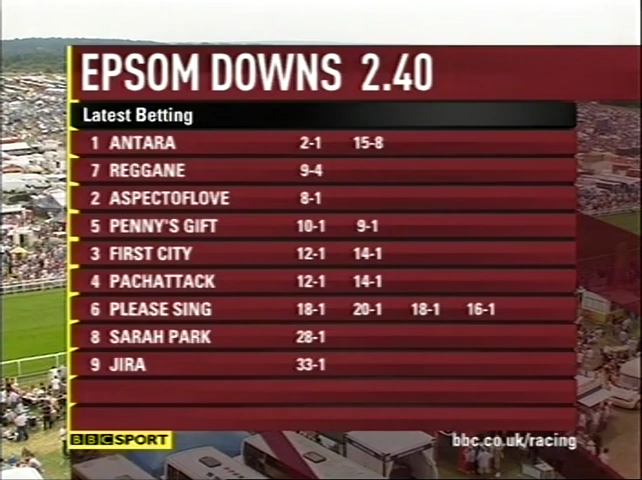 EPSOM DOWNS 2.40
Latest Betting
1 ANTARA 2-1 15-8
7 REGGANE 9-4
2 ASPECTOFLOVE 8-1
5 PENNY'S GIFT 10-1 9-1
3 FIRST CITY 12-1 14-1
4 PACHATTACK 12-1 14-1
6 PLEASE SING 18-1 20-1 18-1 16-1
8 SARAH PARK 28-1
9 JIRA 33-1
BBC SPORT bbc.co.uk/racing